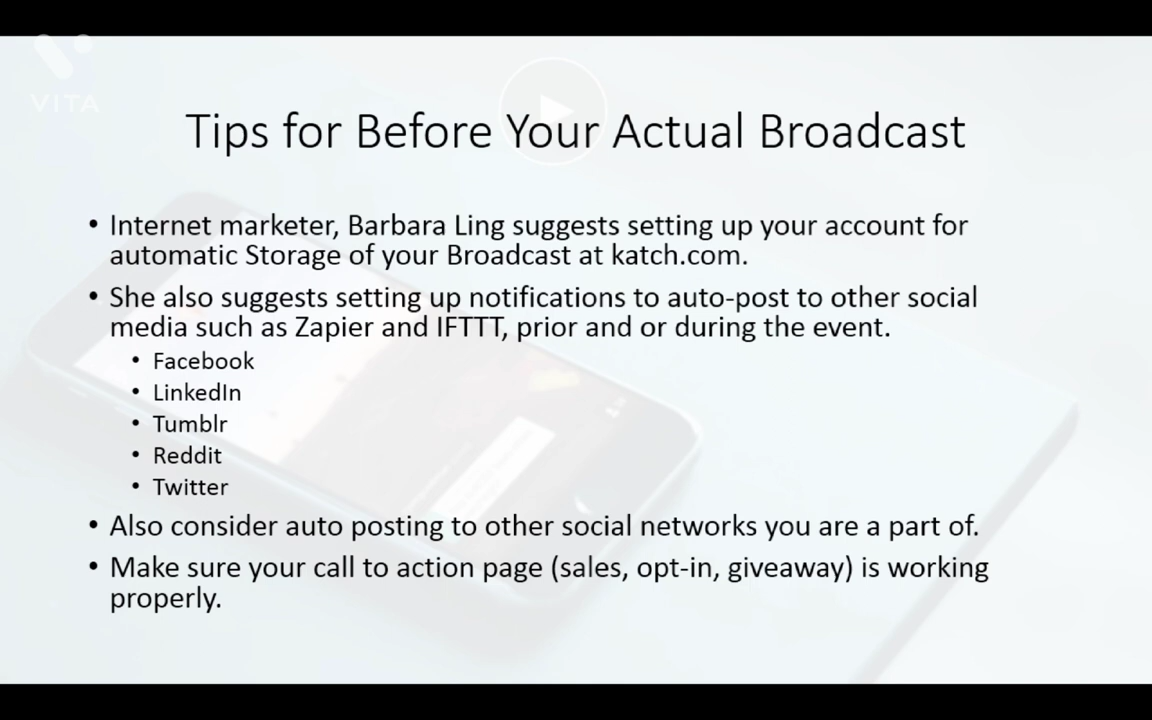 VITA
Tips for Before Your Actual Broadcast
• Internet marketer, Barbara Ling suggests setting up your account for
automatic Storage of your Broadcast at katch.com.
• She also suggests setting up notifications to auto-post to other social
media such as Zapier and IFTTT, prior and or during the event.
• Facebook
• LinkedIn
• Tumblr
• Reddit
• Twitter
• Also consider auto posting to other social networks you are a part of.
• Make sure your call to action page (sales, opt-in, giveaway) is working
properly.